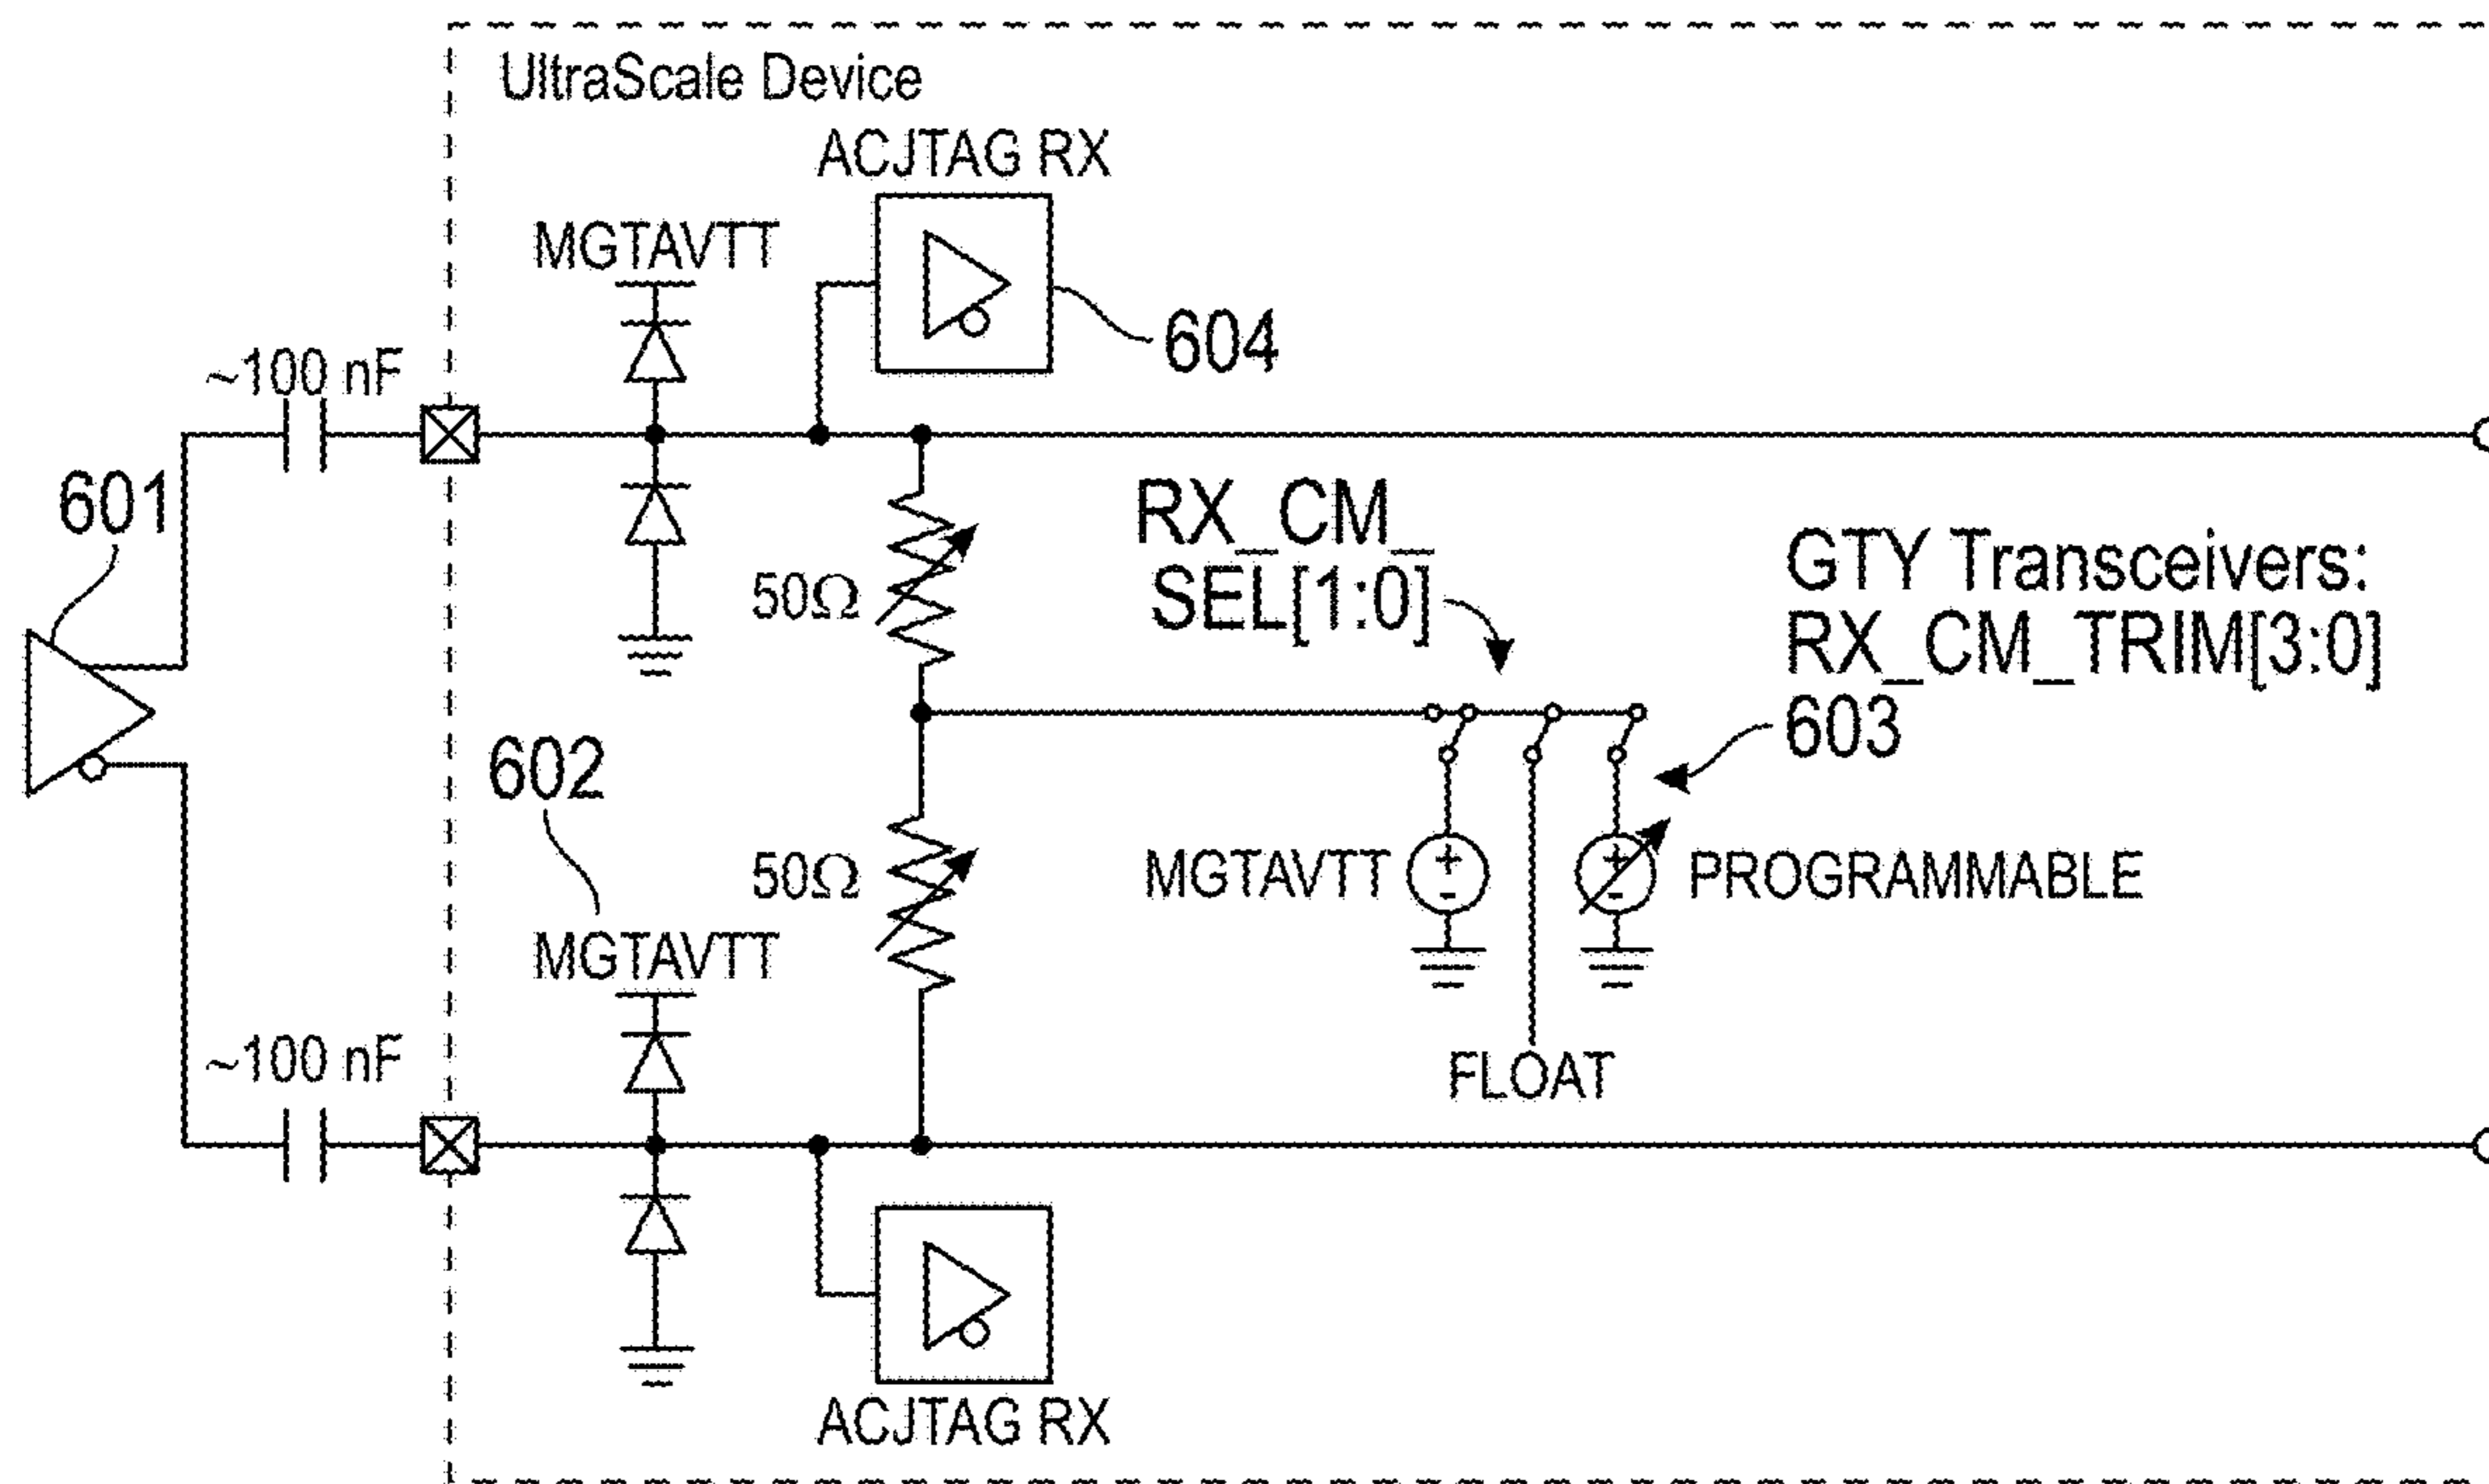 UltraScale Device
ACJTAG RX
MGTAVTT
604
~100 nF
601
RX_CM_
SEL[1:0]
GTY Transceivers:
RX_CM_TRIM[3:0]
603
50Ω
602
50Ω
MGTAVTT
+
-
+
-
PROGRAMMABLE
MGTAVTT
~100 nF
FLOAT
ACJTAG RX